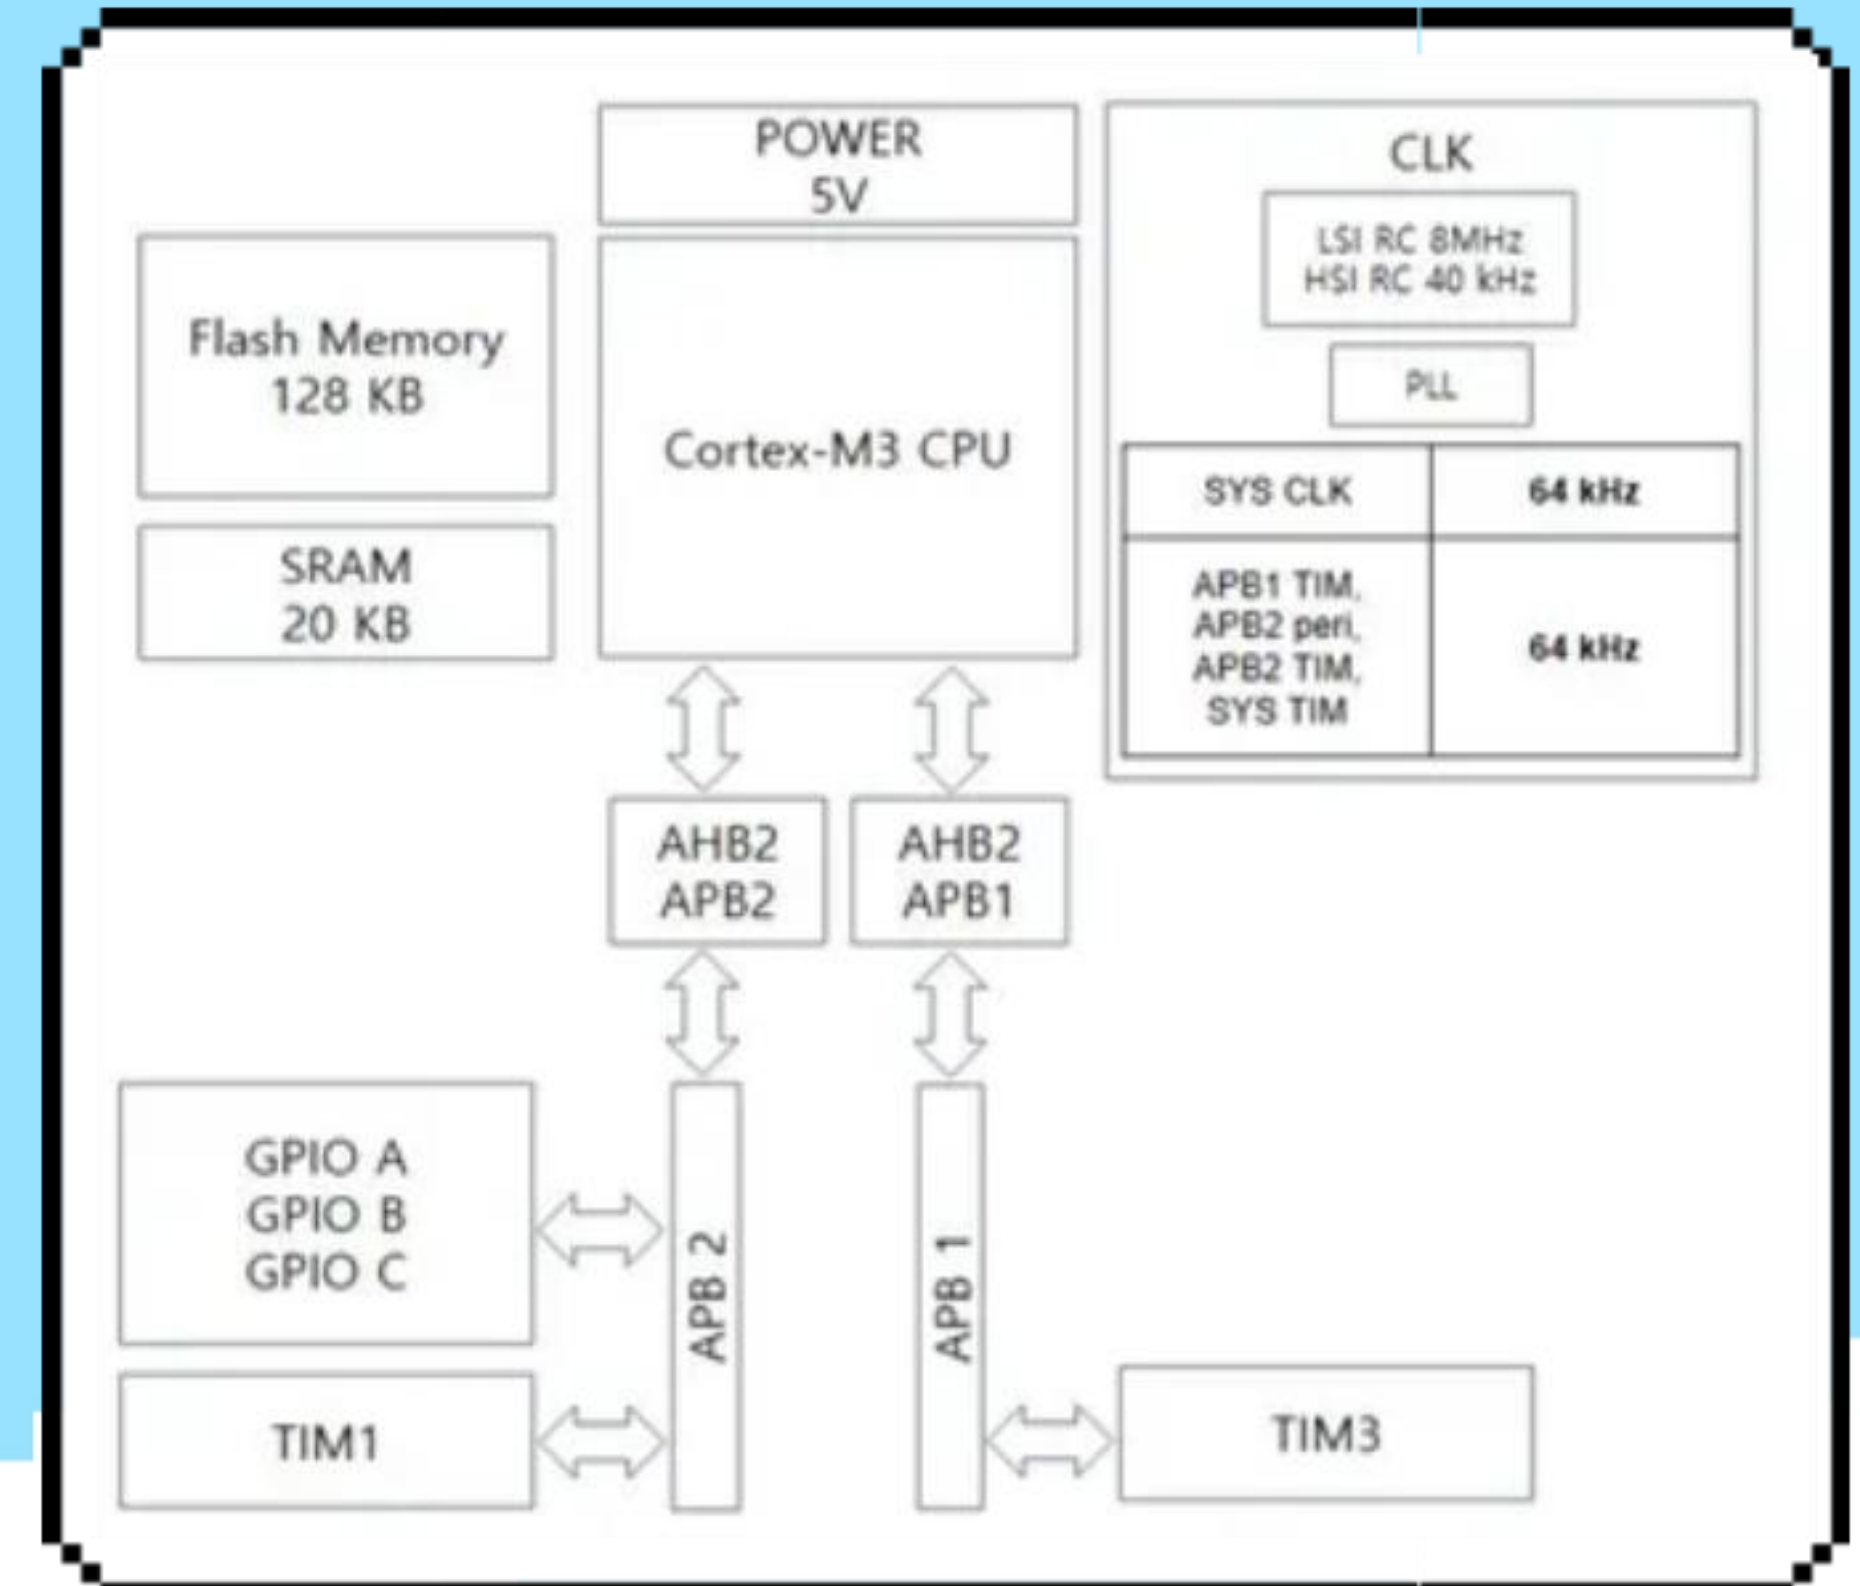 POWER
5V
CLK
LSI RC 8MHz
HSI RC 40 kHz
PLL
Flash Memory
128 KB
Cortex-M3 CPU
SYS CLK
64 kHz
APB1 TIM,
APB2 peri,
APB2 TIM,
SYS TIM
64 kHz
SRAM
20 KB
AHB2
APB2
AHB2
APB1
GPIO A
GPIO B
GPIO C
APB 2
APB 1
TIM1
TIM3